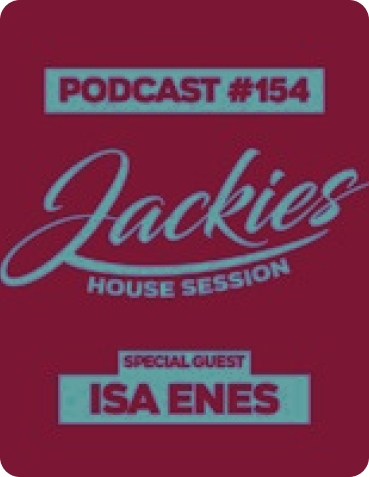 PODCAST #154
Jackies
HOUSE SESSION
SPECIAL GUEST
ISA ENES